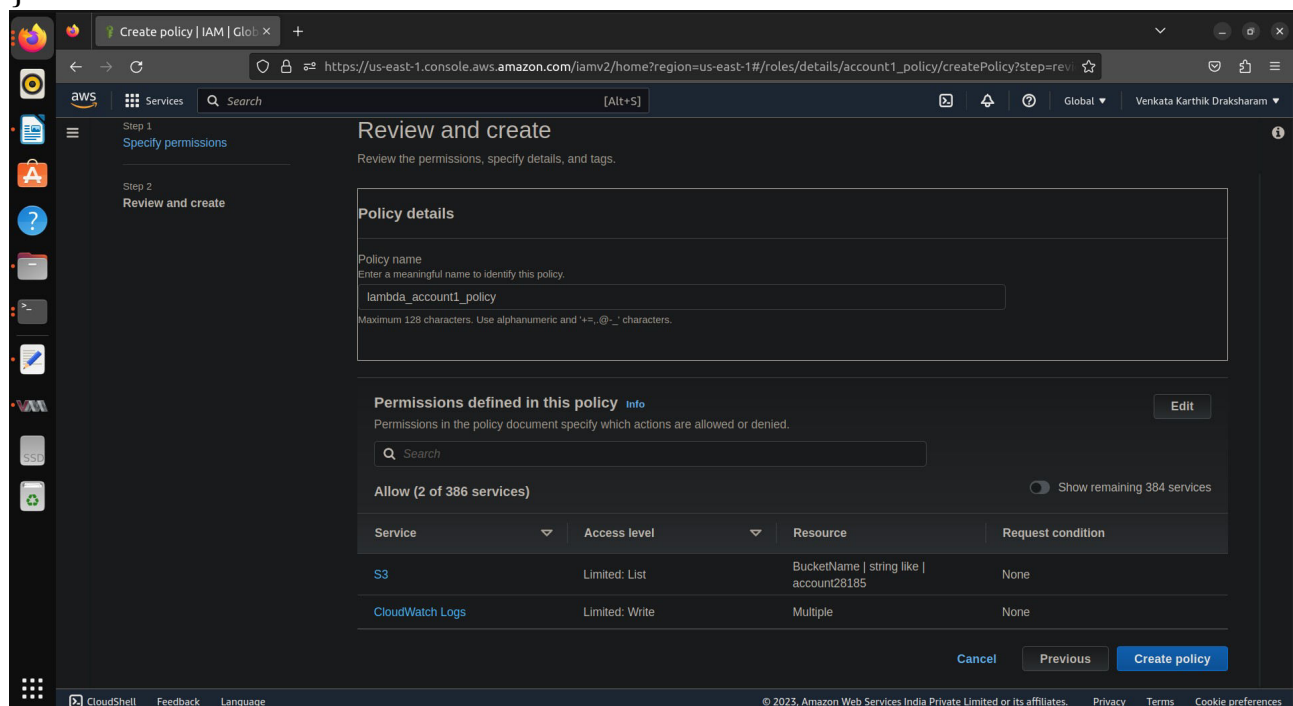 Create policy | IAM | Glob
https://us-east-1.console.aws.amazon.com/iamv2/home?region=us-east-1#/roles/details/account1_policy/createPolicy?step=revi
aws
Services
Search
[Alt+S]
Global
Venkata Karthik Draksharam
Step 1
Specify permissions
Step 2
Review and create
Review and create
Review the permissions, specify details, and tags.
Policy details
Policy name
Enter a meaningful name to identify this policy.
lambda_account1_policy
Maximum 128 characters. Use alphanumeric and '+=,.@-_' characters.
Permissions defined in this policy Info
Edit
Permissions in the policy document specify which actions are allowed or denied.
Search
Allow (2 of 386 services)
Show remaining 384 services
Service Access level Resource Request condition
S3 Limited: List BucketName | string like | None
account28185
CloudWatch Logs Limited: Write Multiple None
Cancel Previous Create policy
SSD
CloudShell Feedback Language © 2023, Amazon Web Services India Private Limited or its affiliates. Privacy Terms Cookie preferences